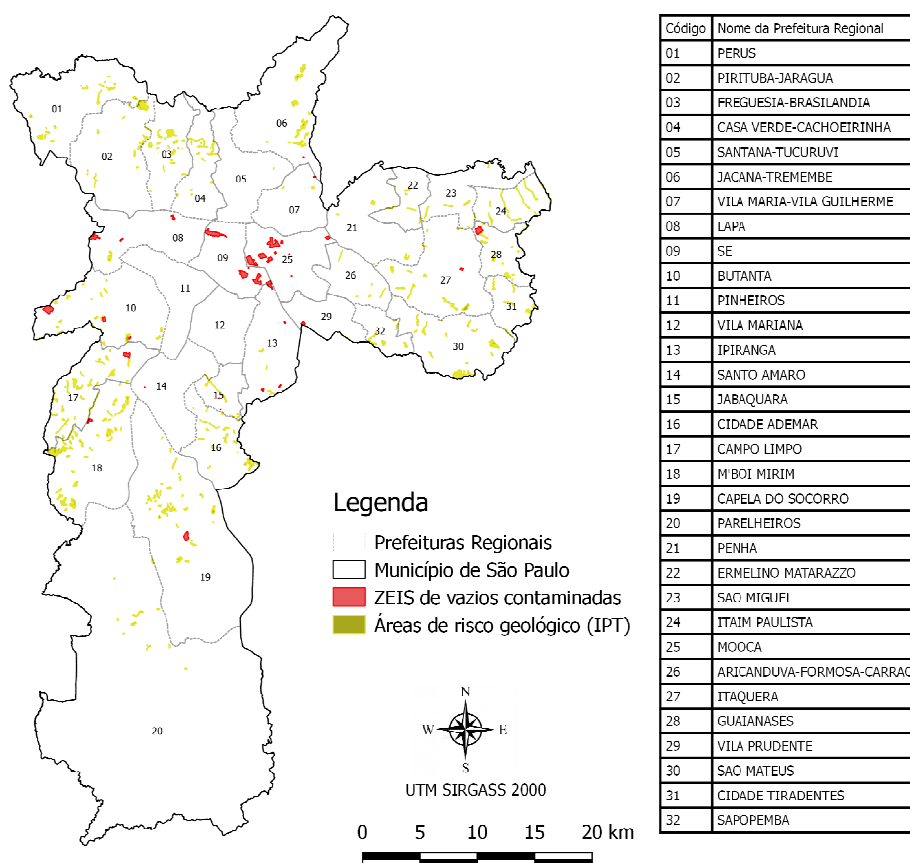 Código Nome da Prefeitura Regional
01 PERUS
02 PIRITUBA-JARAGUA
03 FREGUESIA-BRASILANDIA
04 CASA VERDE-CACHOEIRINHA
05 SANTANA-TUCURUVI
06 JACANA-TREMEMBE
07 VILA MARIA-VILA GUILHERME
08 LAPA
09 SE
10 BUTANTA
11 PINHEIROS
12 VILA MARIANA
13 IPIRANGA
14 SANTO AMARO
15 JABAQUARA
16 CIDADE ADEMAR
17 CAMPO LIMPO
18 M'BOI MIRIM
19 CAPELA DO SOCORRO
20 PARELHEIROS
21 PENHA
22 ERMELINO MATARAZZO
23 SAO MIGUEL
24 ITAIM PAULISTA
25 MOOCA
26 ARICANDUVA-FORMOSA-CARRAO
27 ITAQUERA
28 GUAIANASES
29 VILA PRUDENTE
30 SAO MATEUS
31 CIDADE TIRADENTES
32 SAPOPEMBA
01
06
02
03
05
04
22
23
24
07
21
08
09
25
28
26
27
11
10
31
29
12
32
13
30
14
17
15
16
18
19
20
Legenda
Prefeituras Regionais
Município de São Paulo
ZEIS de vazios contaminadas
Áreas de risco geológico (IPT)
N
W E
S
UTM SIRGASS 2000
0 5 10 15 20 km